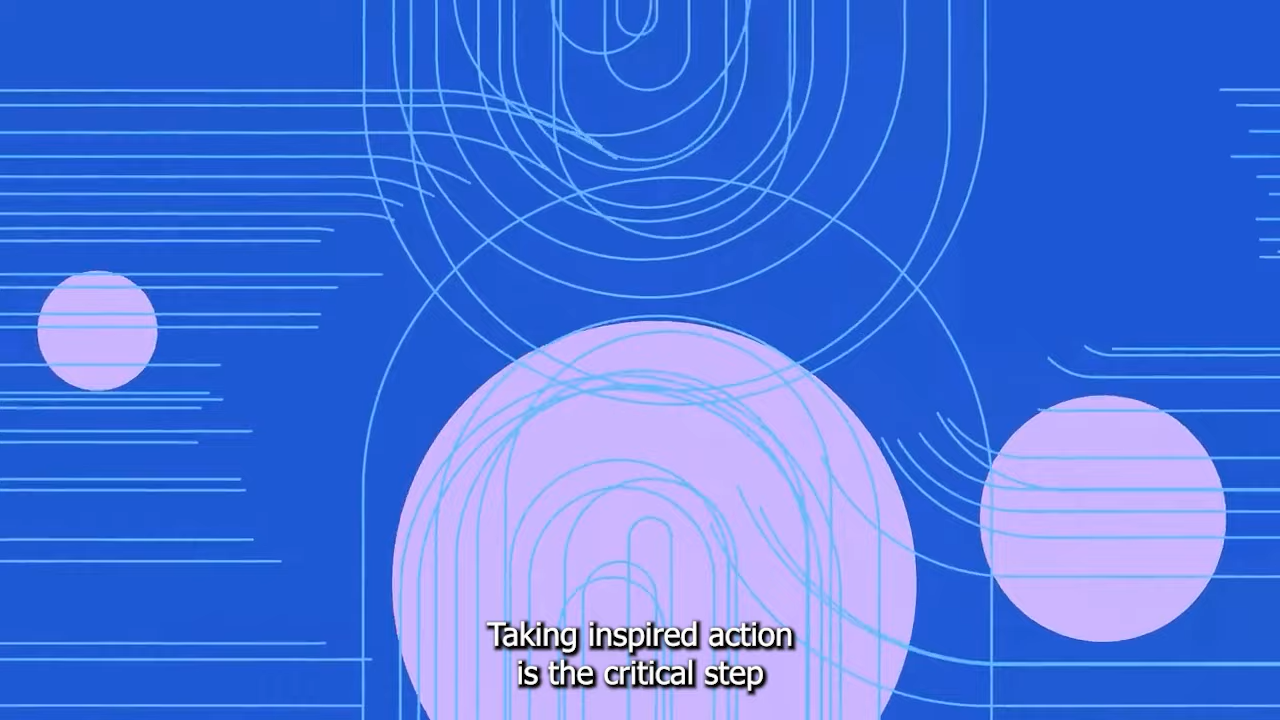 Taking inspired action
is the critical step